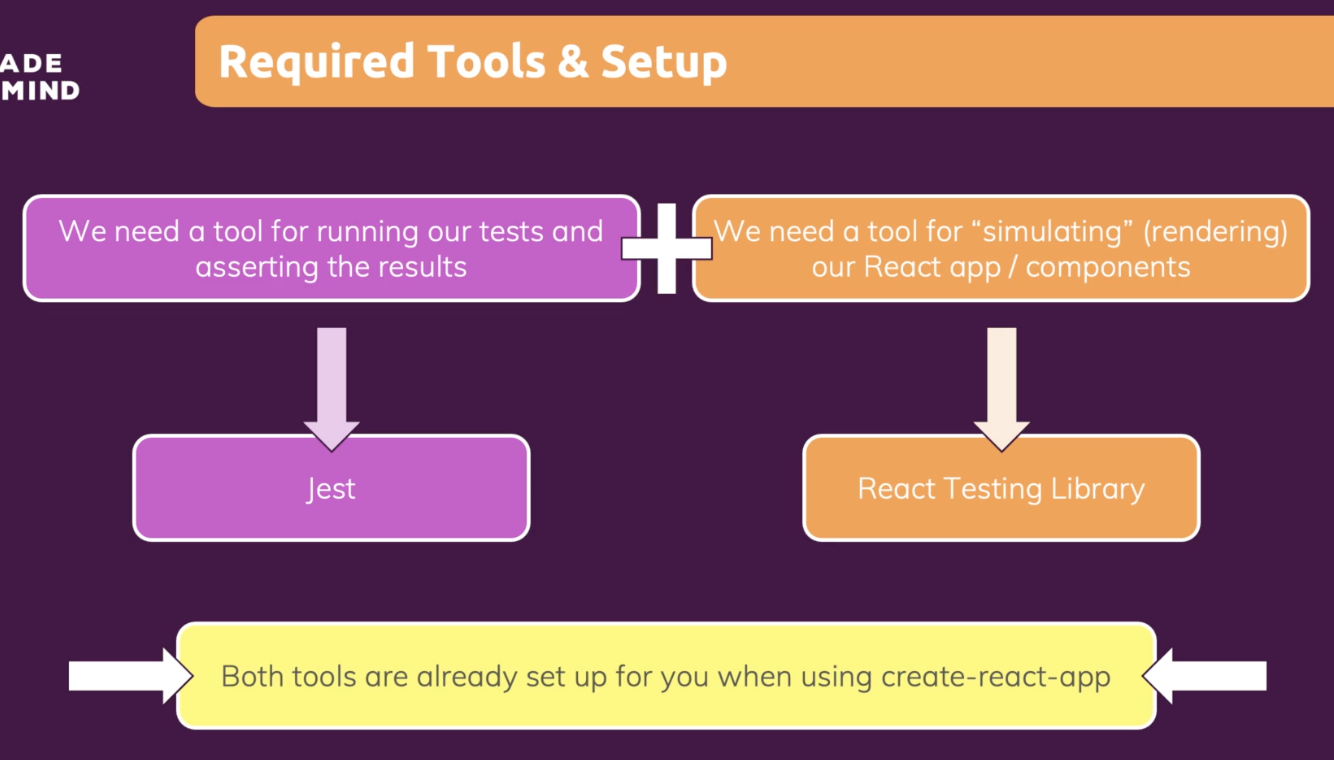 ADE
MIND
Required Tools & Setup
We need a tool for running our tests and
asserting the results
We need a tool for “simulating” (rendering)
our React app / components
Jest
React Testing Library
Both tools are already set up for you when using create-react-app